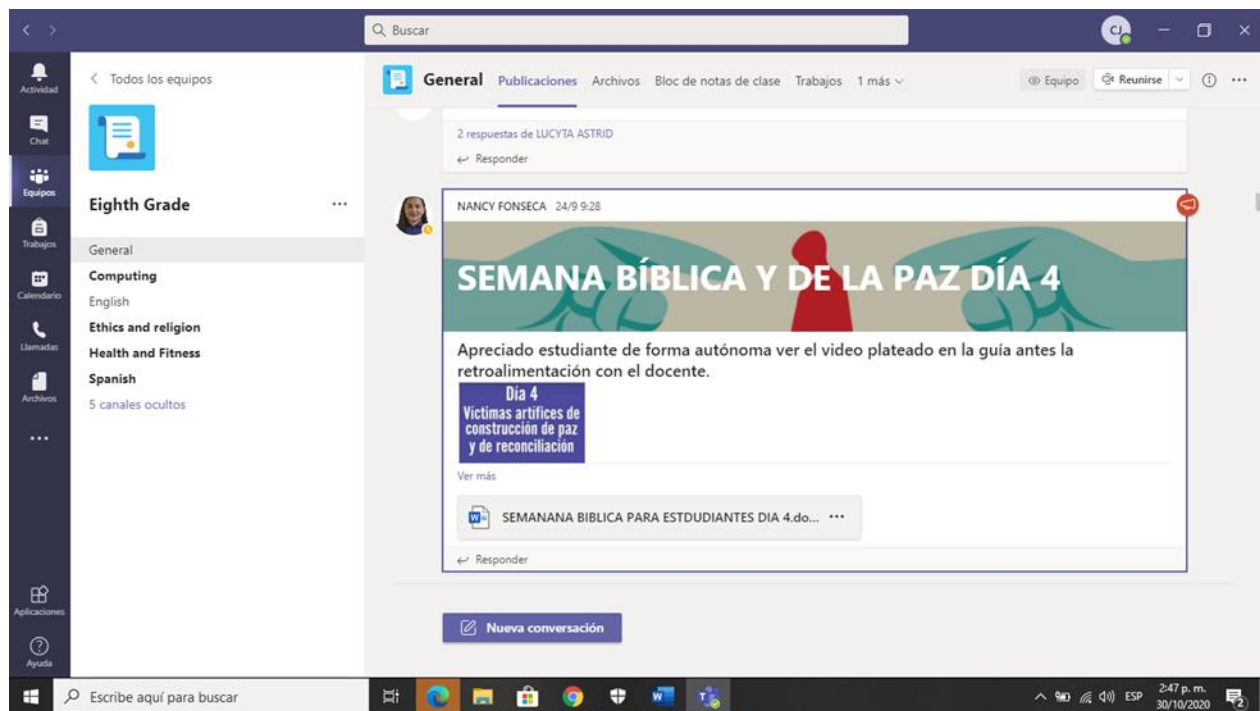 Buscar
CJ
Actividad
Chat
Equipos
Trabajos
Calendario
Llamadas
Archivos
Aplicaciones
Ayuda
Todos los equipos
Eighth Grade
General
Computing
English
Ethics and religion
Health and Fitness
Spanish
5 canales ocultos
General Publicaciones Archivos Bloc de notas de clase Trabajos 1 más
Equipo Reunirse
2 respuestas de LUCYTA ASTRID
Responder
NANCY FONSECA 24/9 9:28
SEMANA BÍBLICA Y DE LA PAZ DÍA 4
Apreciado estudiante de forma autónoma ver el video plateado en la guía antes la
retroalimentación con el docente.
Dia 4
Victimas artifices de
construcción de paz
y de reconciliación
Ver más
SEMANANA BIBLICA PARA ESTDUDIANTES DIA 4.do...
Responder
Nueva conversación
Escribe aquí para buscar
ESP
2:47 p. m.
30/10/2020
2